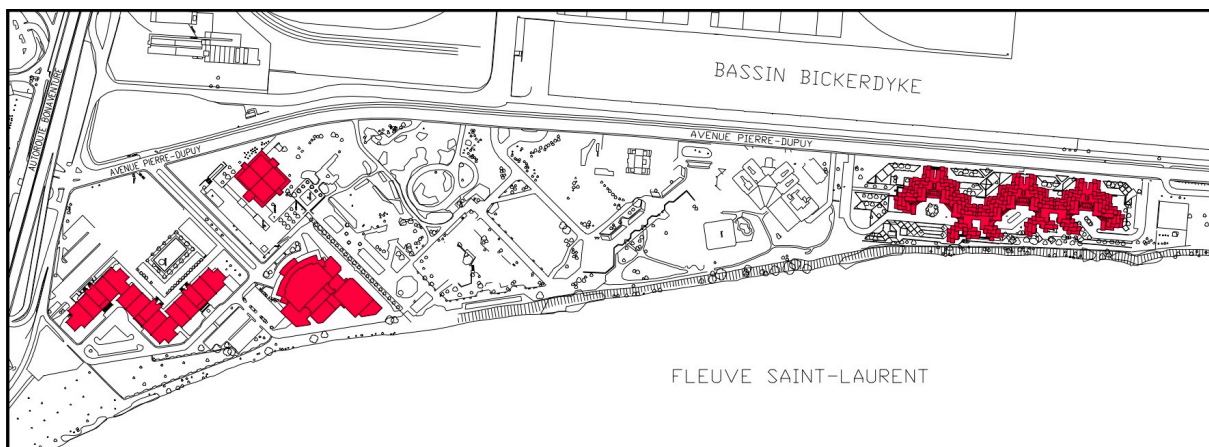 BASSIN BICKERDYKE
AUTOROUTE BONAVENTURE
AVENUE PIERRE-DUPUY
AVENUE PIERRE-DUPUY
FLEUVE SAINT-LAURENT